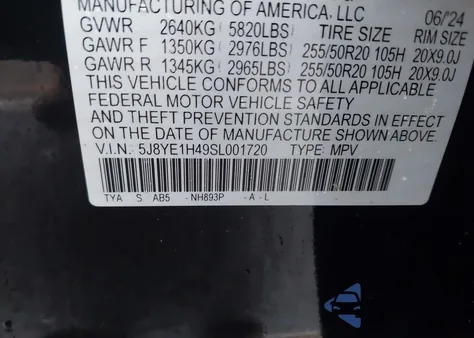 MANUFACTURING OF AMERICA, LLC 06/24
GVWR 2640KG (5820LBS) TIRE SIZE RIM SIZE
GAWR F 1350KG (2976LBS) 255/50R20 105H 20X9.0J
GAWR R 1345KG (2965LBS) 255/50R20 105H 20X9.0J
THIS VEHICLE CONFORMS TO ALL APPLICABLE
FEDERAL MOTOR VEHICLE SAFETY
AND THEFT PREVENTION STANDARDS IN EFFECT
ON THE DATE OF MANUFACTURE SHOWN ABOVE.
V.I.N: 5J8YE1H49SL001720 TYPE: MPV
TYA S AB5 -NH893P -A-L